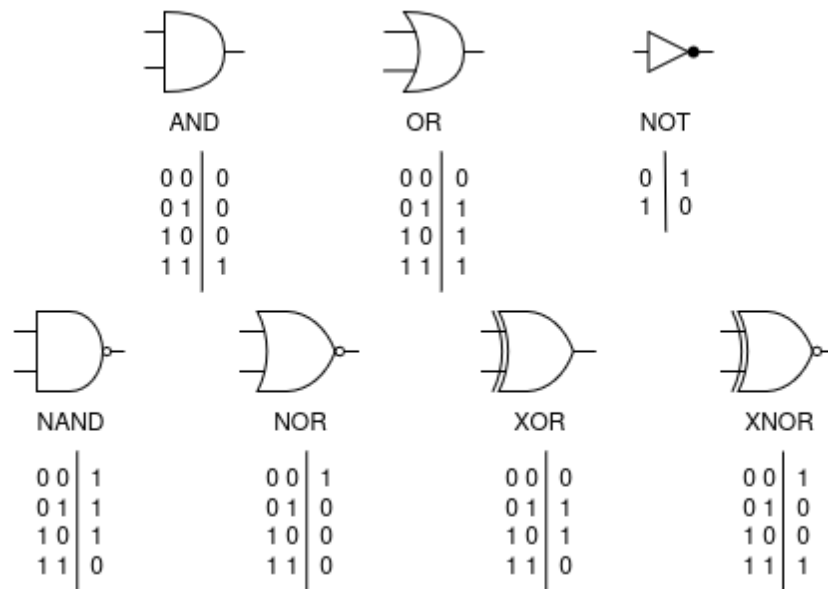 AND OR NOT
0 0 0 0 0 0 0 1
0 1 0 0 1 1 1 0
1 0 0 1 0 1
1 1 1 1 1 1
NAND NOR XOR XNOR
0 0 1 0 0 1 0 0 0 0 0 1
0 1 1 0 1 0 0 1 1 0 1 0
1 0 1 1 0 0 1 0 1 1 0 0
1 1 0 1 1 0 1 1 0 1 1 1